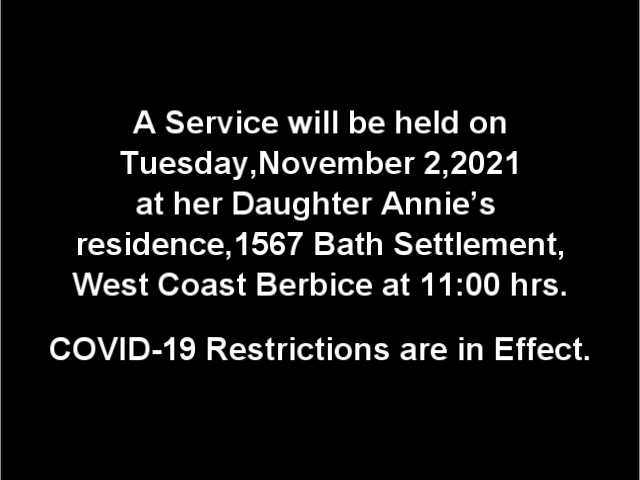 A Service will be held on
Tuesday,November 2,2021
at her Daughter Annie’s
residence,1567 Bath Settlement,
West Coast Berbice at 11:00 hrs.
COVID-19 Restrictions are in Effect.